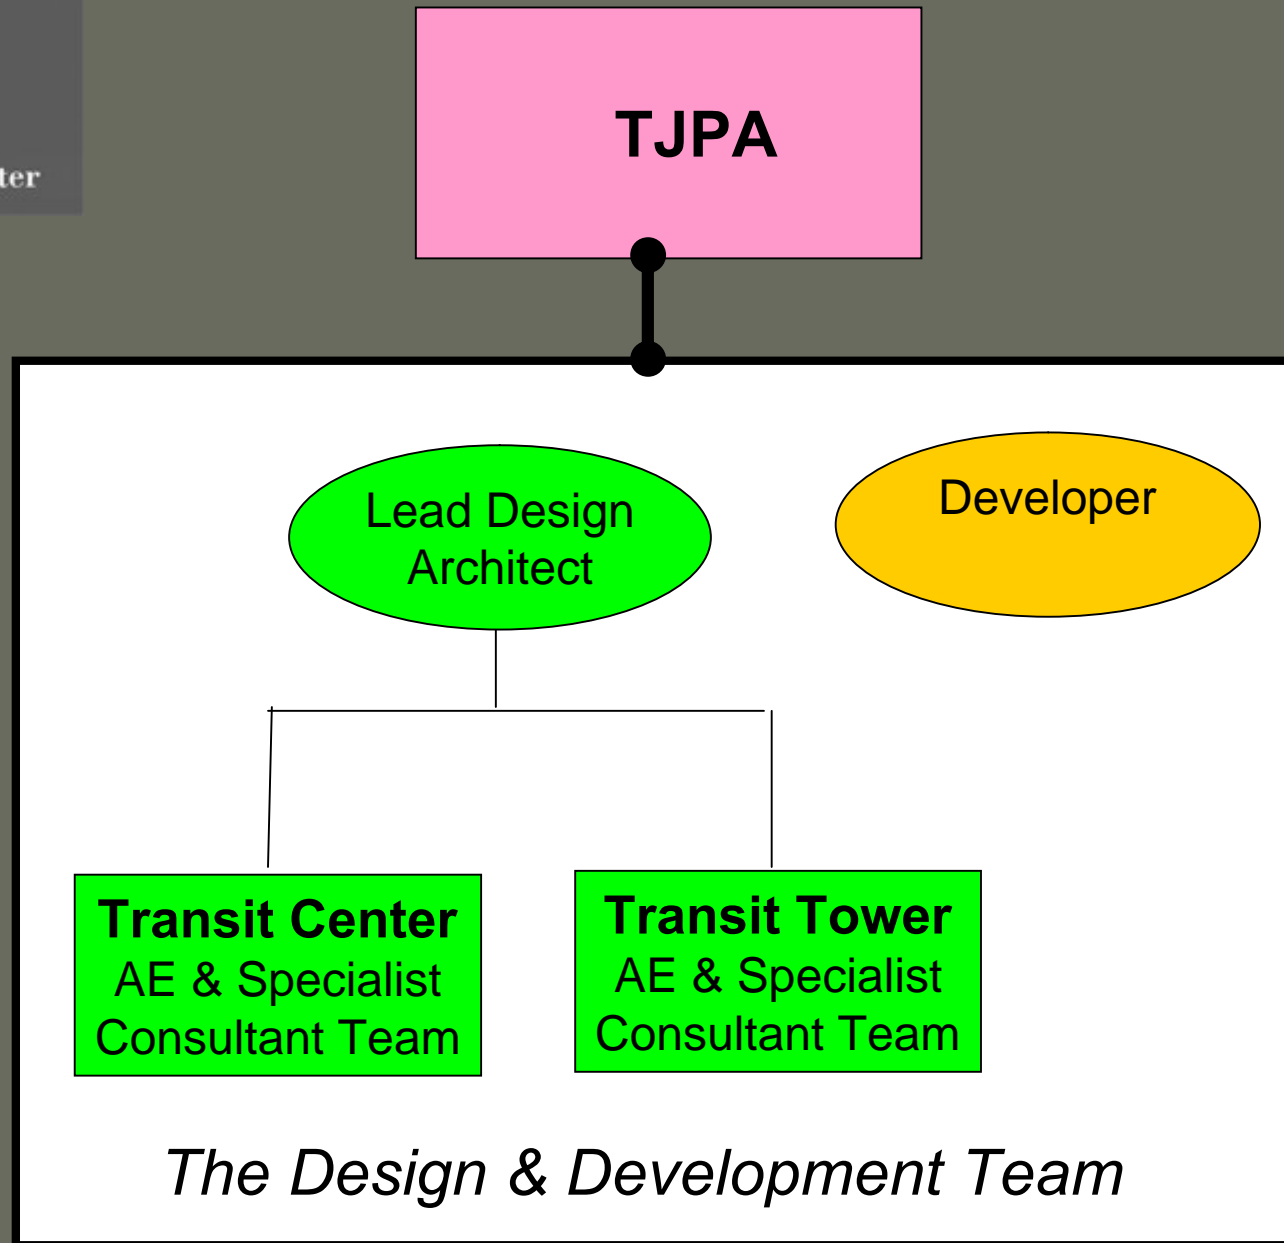 TJPA
Lead Design
Architect
Developer
Transit Center
AE & Specialist
Consultant Team
Transit Tower
AE & Specialist
Consultant Team
The Design & Development Team